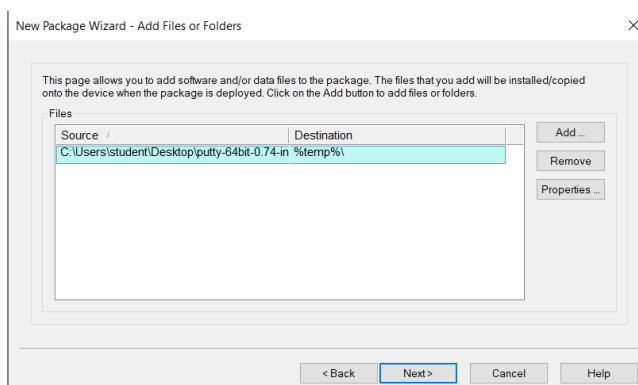 New Package Wizard - Add Files or Folders
This page allows you to add software and/or data files to the package. The files that you add will be installed/copied
onto the device when the package is deployed. Click on the Add button to add files or folders.
Files
Source / Destination
C:\Users\student\Desktop\putty-64bit-0.74-in %temp%\
Add ...
Remove
Properties ...
< Back Next > Cancel Help